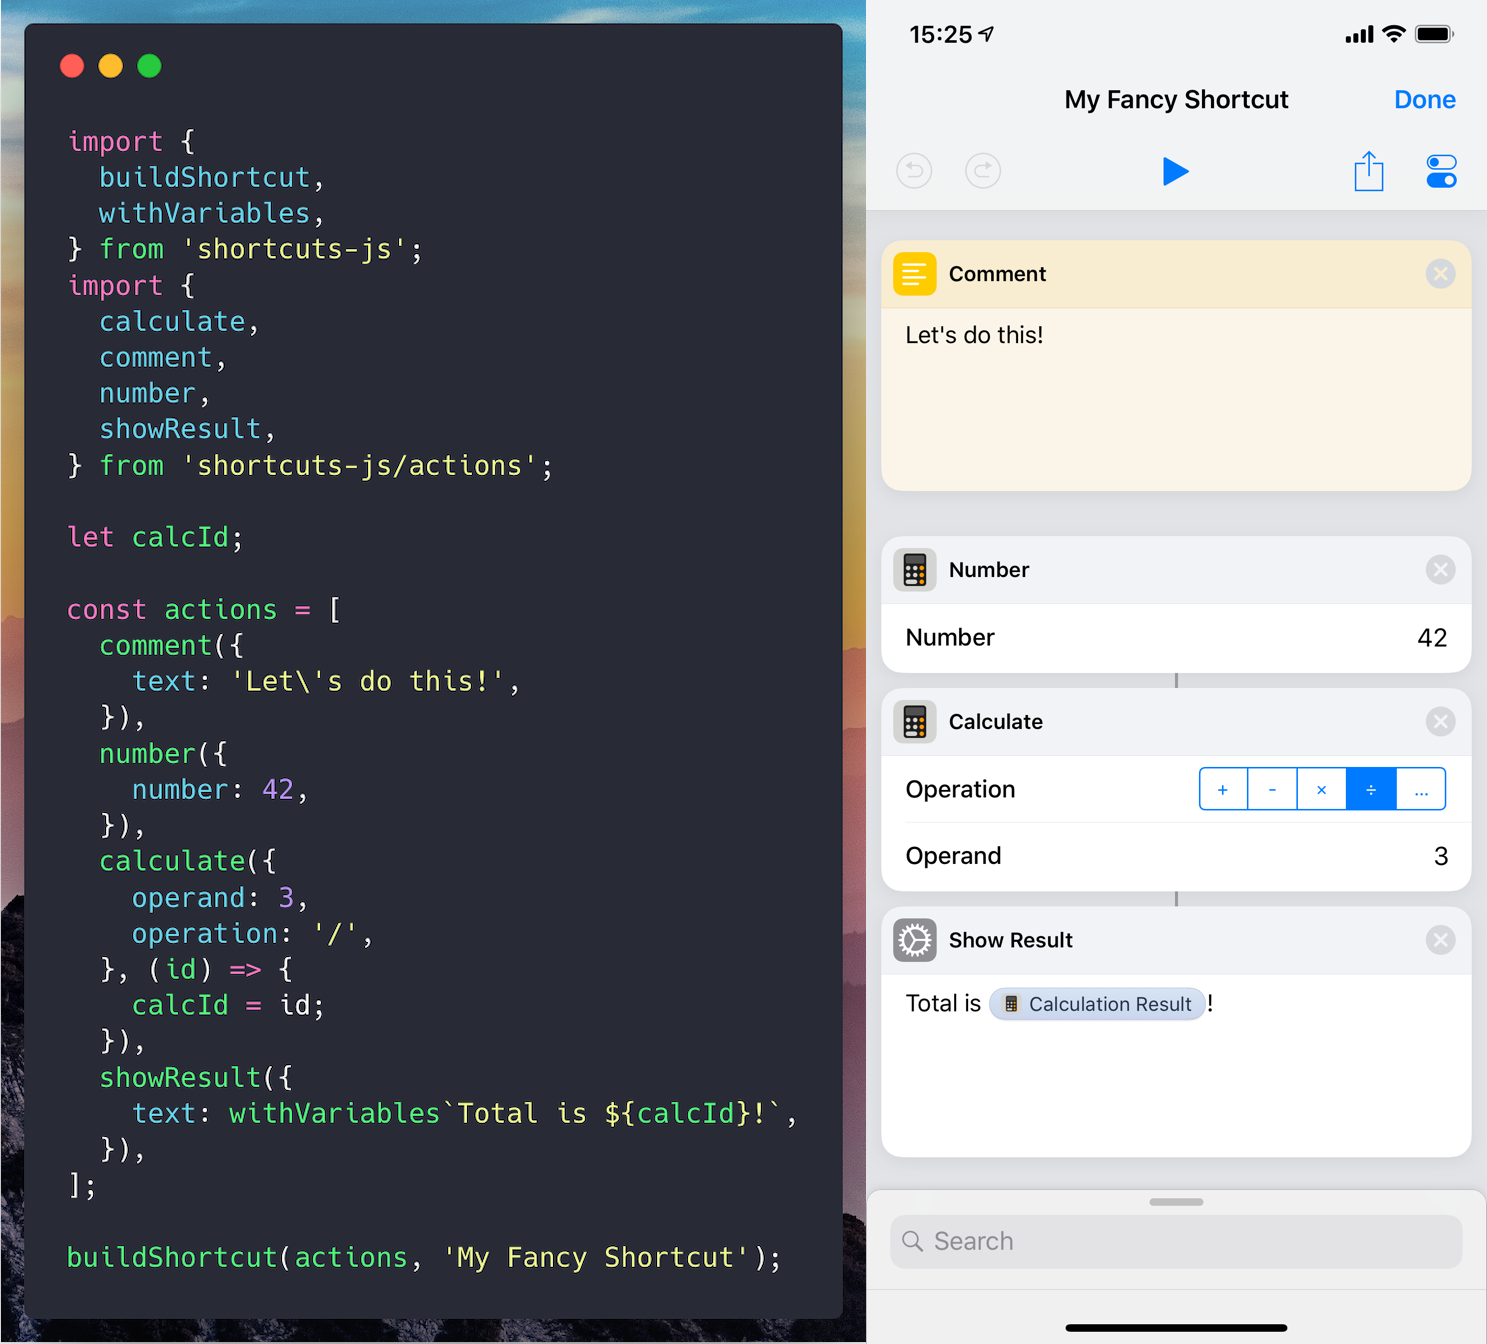 import {
  buildShortcut,
  withVariables,
} from 'shortcuts-js';
import {
  calculate,
  comment,
  number,
  showResult,
} from 'shortcuts-js/actions';

let calcId;

const actions = [
  comment({
    text: 'Let\'s do this!',
  }),
  number({
    number: 42,
  }),
  calculate({
    operand: 3,
    operation: '/',
  }, (id) => {
    calcId = id;
  }),
  showResult({
    text: withVariables`Total is ${calcId}!`,
  }),
];

buildShortcut(actions, 'My Fancy Shortcut');
15:25
My Fancy Shortcut Done
Comment
Let's do this!
Number
Number 42
Calculate
Operation + - × ÷ ...
Operand 3
Show Result
Total is Calculation Result!
Search